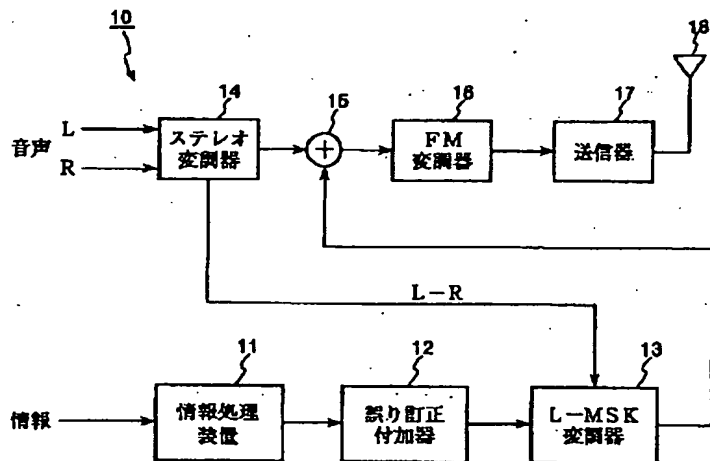 10
18
14
15
16
17
音声
L
R
ステレオ
変調器
+
FM
変調器
送信器
L-R
11
12
13
情報
情報処理
装置
誤り訂正
付加器
L-MSK
変調器